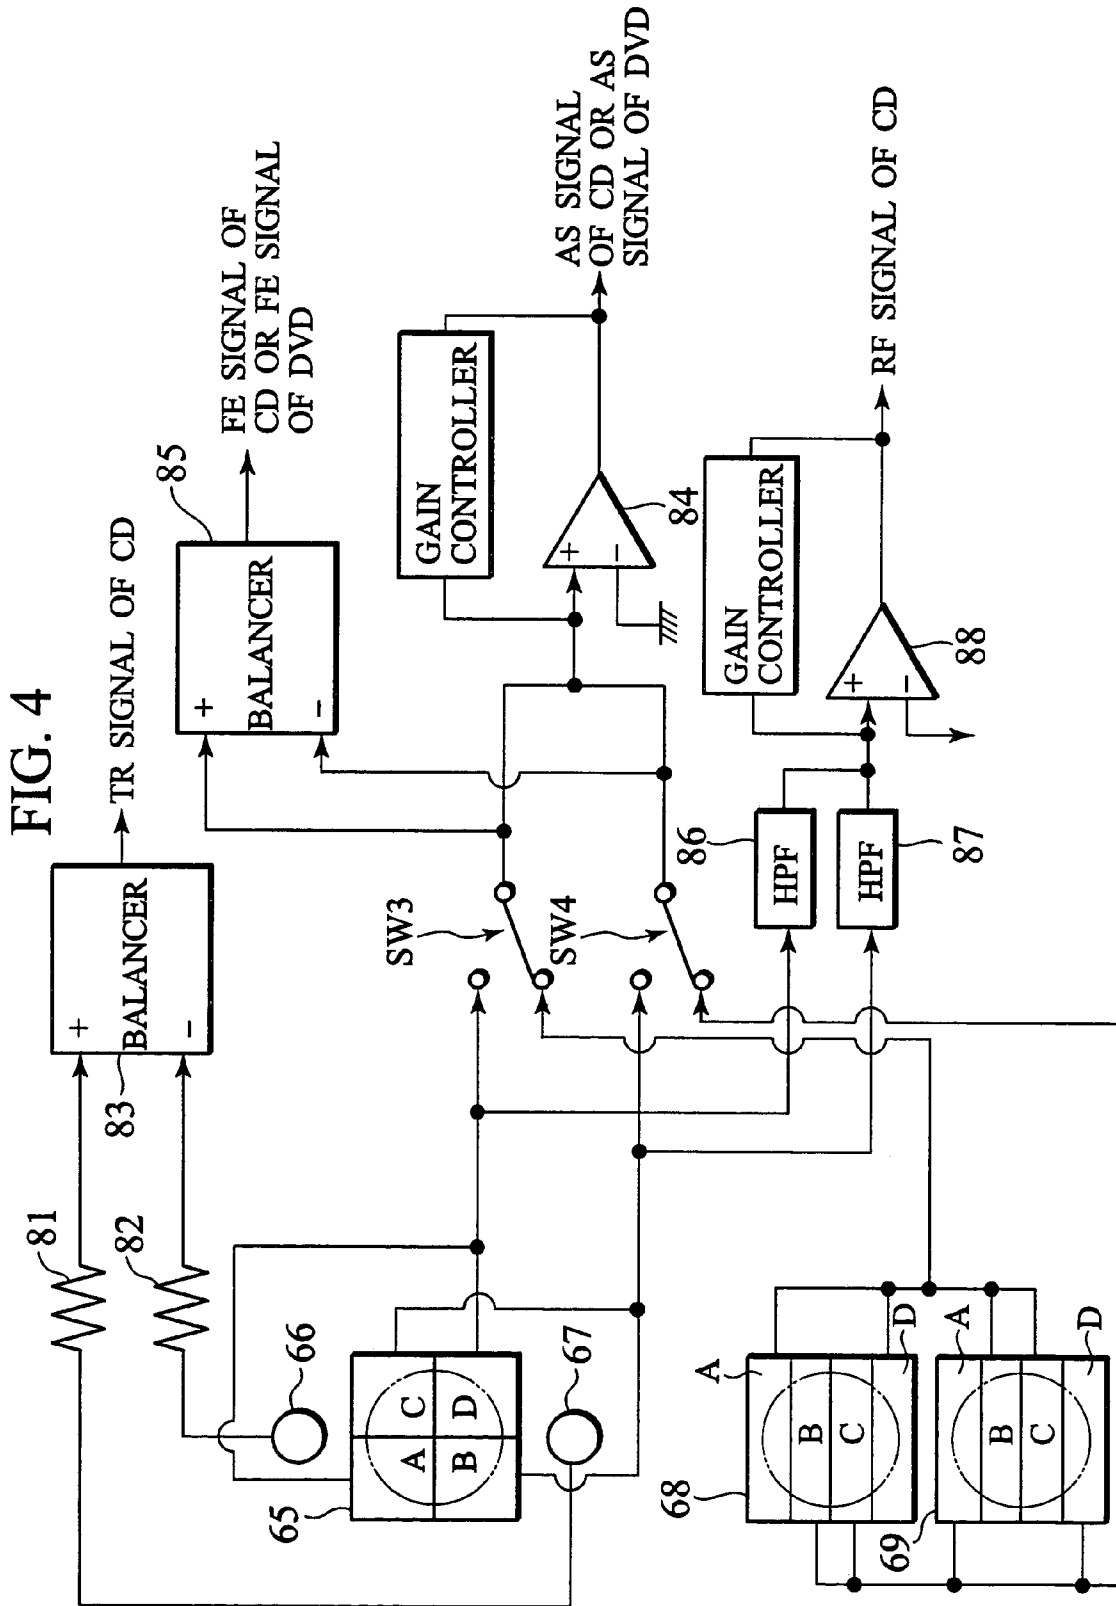 FIG. 4
81
82
83
+
BALANCER
−
TR SIGNAL OF CD
85
+
BALANCER
−
FE SIGNAL OF
CD OR FE SIGNAL
OF DVD
66
65
A
C
B
D
67
SW3
SW4
GAIN
CONTROLLER
+
−
84
AS SIGNAL
OF CD OR AS
SIGNAL OF DVD
86
HPF
HPF
87
GAIN
CONTROLLER
+
−
88
RF SIGNAL OF CD
68
A
B
C
D
69
A
B
C
D